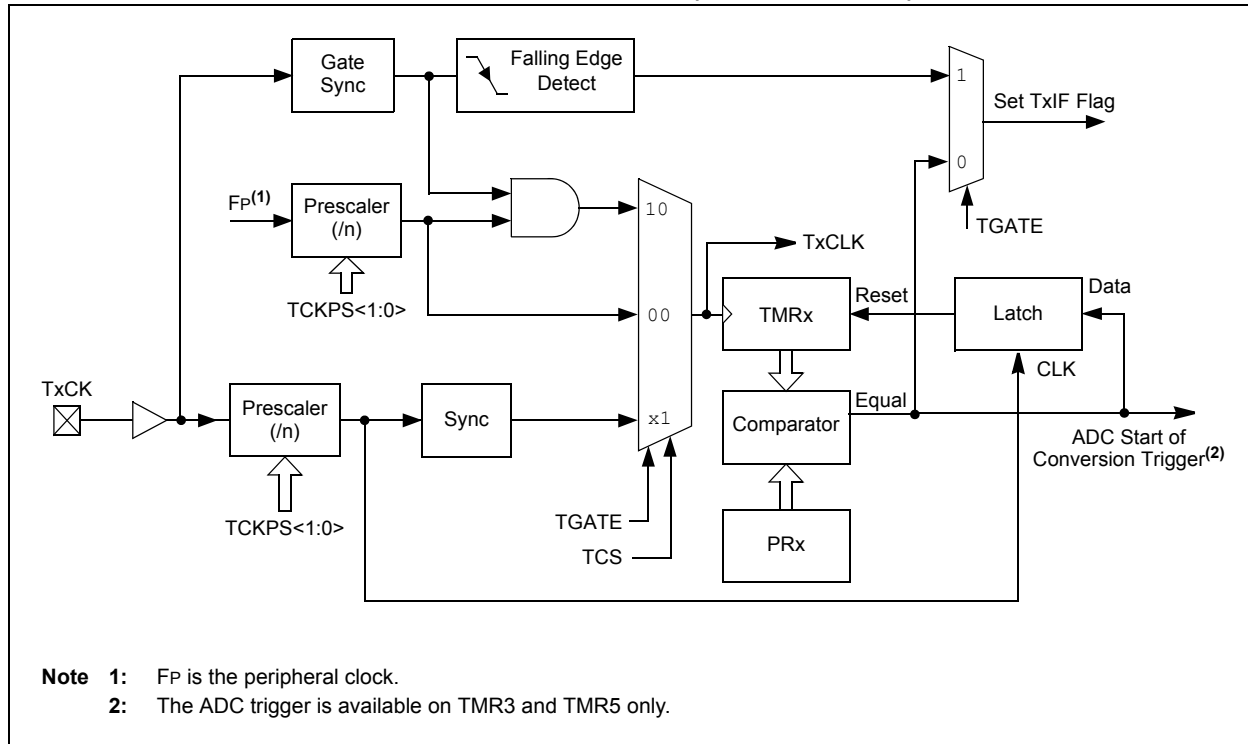 Gate
Sync
Falling Edge
Detect
1
Set TxIF Flag
0
FP(1)
Prescaler
(/n)
10
TGATE
TxCLK
TCKPS<1:0>
Reset
Data
00
TMRx
Latch
CLK
TxCK
Prescaler
(/n)
Sync
x1
Comparator
Equal
ADC Start of
Conversion Trigger(2)
TCKPS<1:0>
TGATE
TCS
PRx
Note 1: FP is the peripheral clock.
2: The ADC trigger is available on TMR3 and TMR5 only.